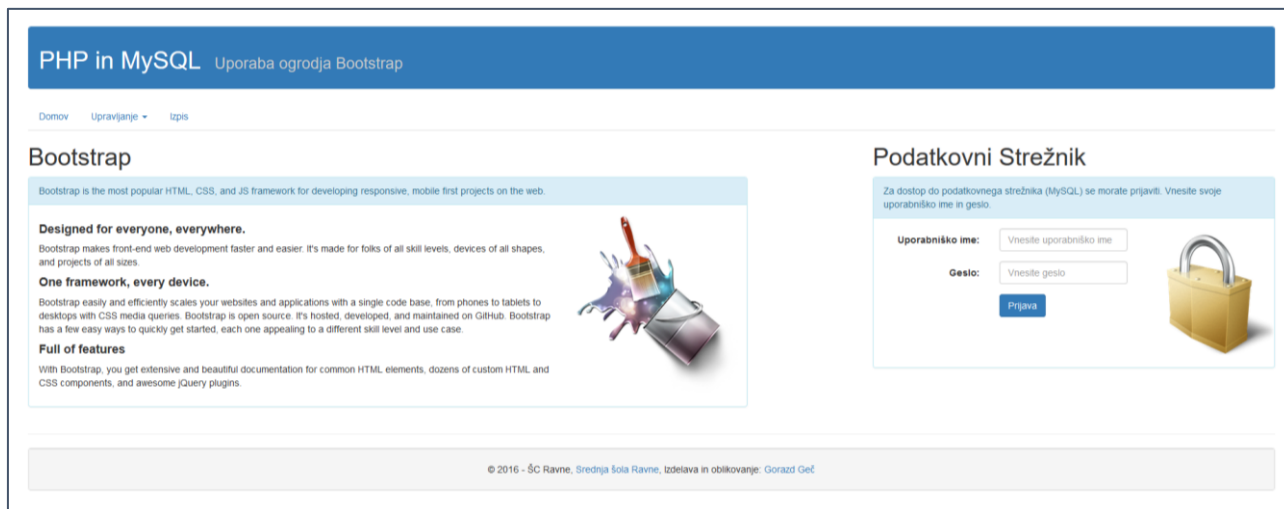 PHP in MySQL Uporaba ogrodja Bootstrap
Domov Upravljanje Izpis
Bootstrap
Bootstrap is the most popular HTML, CSS, and JS framework for developing responsive, mobile first projects on the web.
Designed for everyone, everywhere.
Bootstrap makes front-end web development faster and easier. It's made for folks of all skill levels, devices of all shapes,
and projects of all sizes.
One framework, every device.
Bootstrap easily and efficiently scales your websites and applications with a single code base, from phones to tablets to
desktops with CSS media queries. Bootstrap is open source. It's hosted, developed, and maintained on GitHub. Bootstrap
has a few easy ways to quickly get started, each one appealing to a different skill level and use case.
Full of features
With Bootstrap, you get extensive and beautiful documentation for common HTML elements, dozens of custom HTML and
CSS components, and awesome jQuery plugins.
Podatkovni Strežnik
Za dostop do podatkovnega strežnika (MySQL) se morate prijaviti. Vnesite svoje
uporabniško ime in geslo.
Uporabniško ime: Vnesite uporabniško ime
Geslo: Vnesite geslo
Prijava
© 2016 - ŠC Ravne, Srednja šola Ravne, Izdelava in oblikovanje: Gorazd Geč